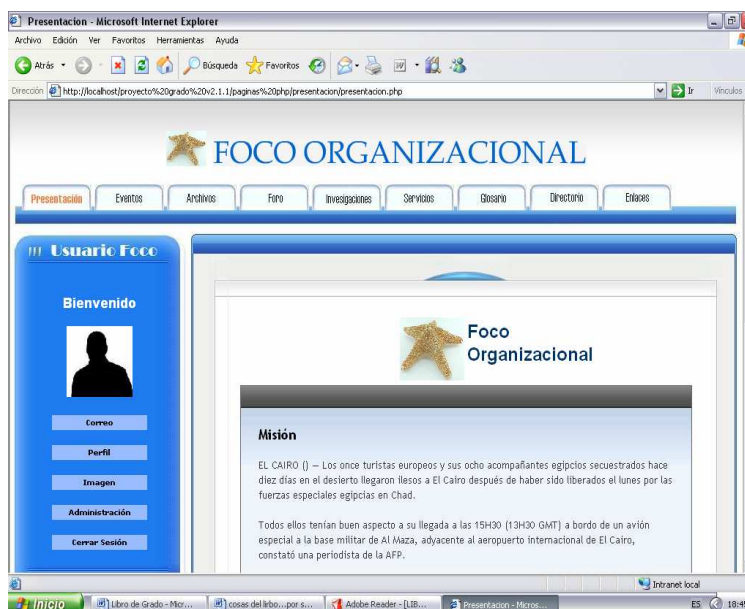 Presentacion - Microsoft Internet Explorer
Archivo Edición Ver Favoritos Herramientas Ayuda
Atrás Búsqueda Favoritos
Dirección http://localhost/proyecto%20grado%20v2.1.1/paginas%20php/presentacion/presentacion.php Ir Vínculos
FOCO ORGANIZACIONAL
Presentación Eventos Archivos Foro Invesigaciones Servicios Glosario Directorio Enlaces
Usuario Foco
Bienvenido
Correo
Perfil
Imagen
Administración
Cerrar Sesión
Foco
Organizacional
Misión
EL CAIRO () — Los once turistas europeos y sus ocho acompañantes egipcios secuestrados hace
diez días en el desierto llegaron ilesos a El Cairo después de haber sido liberados el lunes por las
fuerzas especiales egipcias en Chad.
Todos ellos tenían buen aspecto a su llegada a las 15H30 (13H30 GMT) a bordo de un avión
especial a la base militar de Al Maza, adyacente al aeropuerto internacional de El Cairo,
constató una periodista de la AFP.
Intranet local
Inicio Libro de Grado - Micr... cosas del lirbo...por s... Adobe Reader - [LIB... Presentacion - Micros... ES 18:45